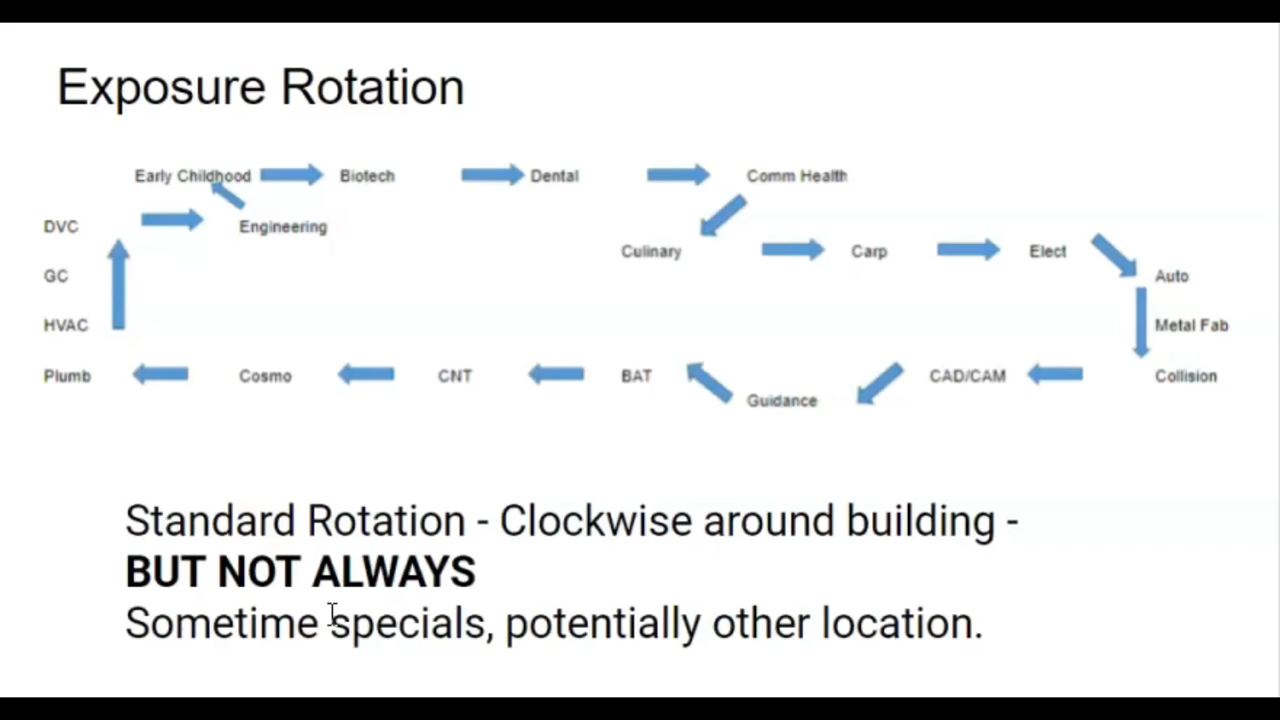 Exposure Rotation
Early Childhood Biotech Dental Comm Health
DVC Engineering
Culinary Carp Elect
GC Auto
HVAC Metal Fab
Plumb Cosmo CNT BAT CAD/CAM Collision
Guidance
Standard Rotation - Clockwise around building -
BUT NOT ALWAYS
Sometime specials, potentially other location.